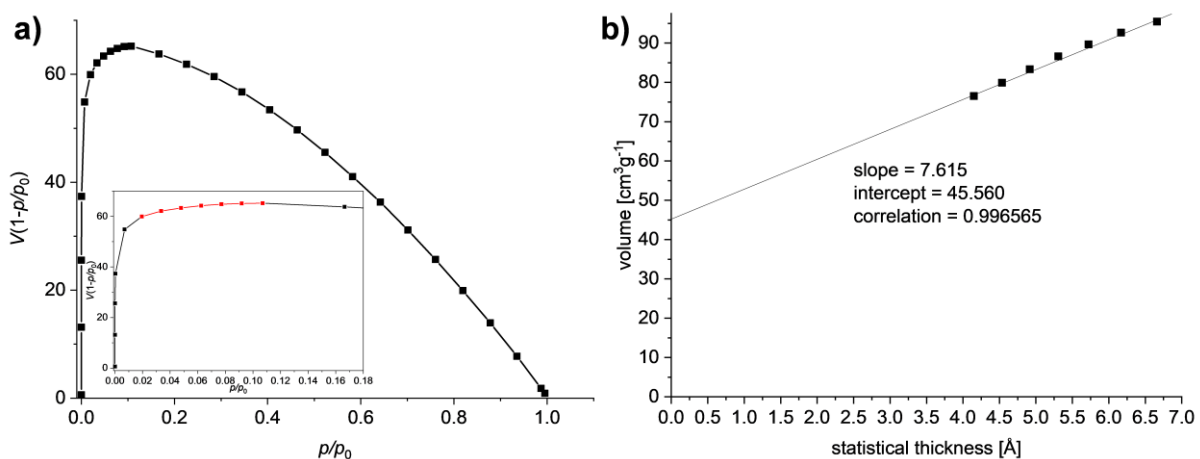 a)
V(1-p/p0)
60
40
20
0
0.0 0.2 0.4 0.6 0.8 1.0
p/p0
V(1-p/p0)
60
40
20
0
0.00 0.02 0.04 0.06 0.08 0.10 0.12 0.14 0.16 0.18
p/p0
b)
volume [cm3g-1]
90
80
70
60
50
40
30
20
10
0
slope = 7.615
intercept = 45.560
correlation = 0.996565
0.0 0.5 1.0 1.5 2.0 2.5 3.0 3.5 4.0 4.5 5.0 5.5 6.0 6.5 7.0
statistical thickness [Å]